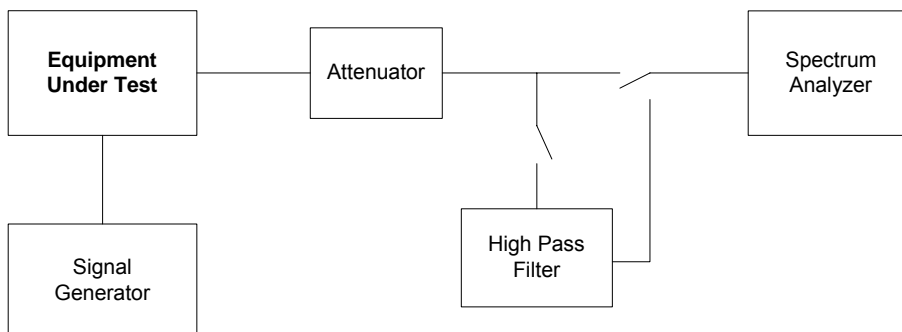 Equipment
Under Test
Attenuator
Spectrum
Analyzer
Signal
Generator
High Pass
Filter